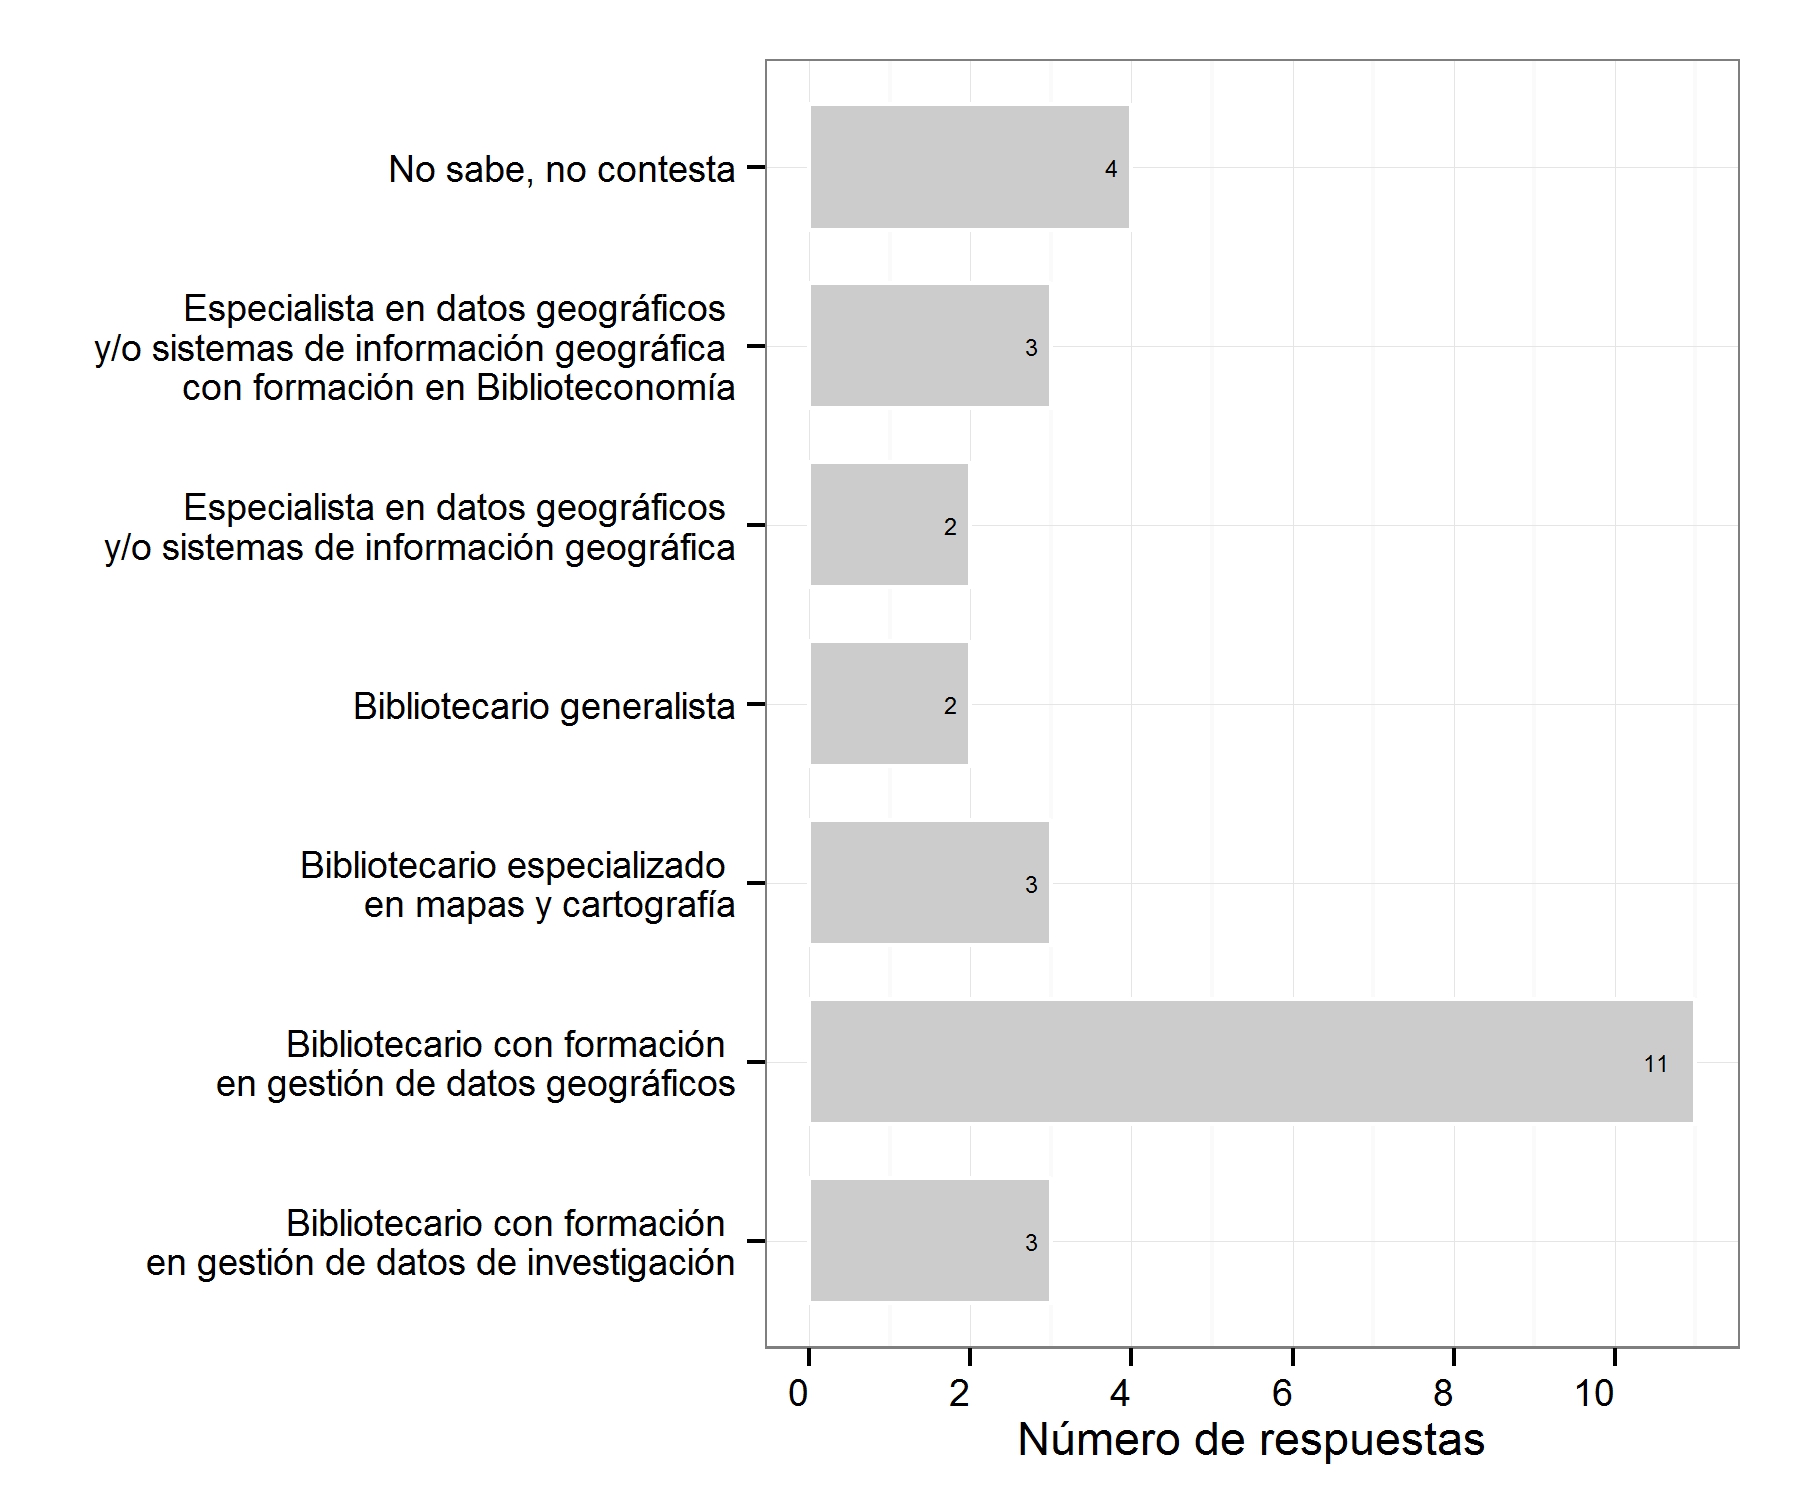 No sabe, no contesta
4
Especialista en datos geográficos
y/o sistemas de información geográfica
con formación en Biblioteconomía
3
Especialista en datos geográficos
y/o sistemas de información geográfica
2
Bibliotecario generalista
2
Bibliotecario especializado
en mapas y cartografía
3
Bibliotecario con formación
en gestión de datos geográficos
11
Bibliotecario con formación
en gestión de datos de investigación
3
0 2 4 6 8 10
Número de respuestas